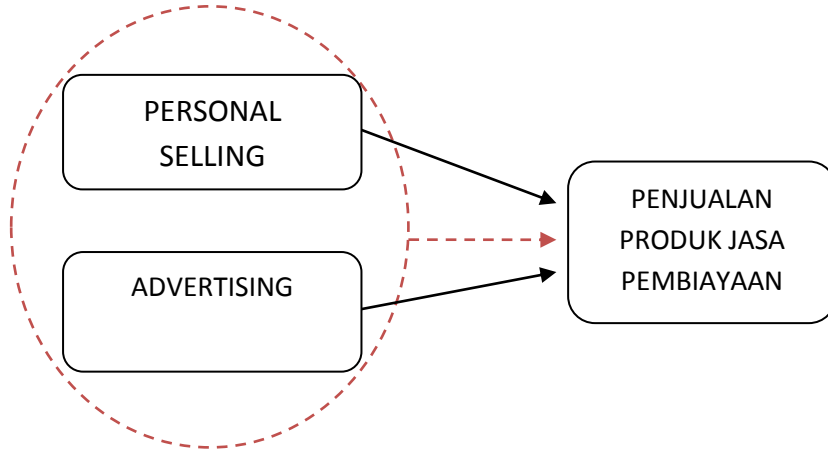 PERSONAL
SELLING
ADVERTISING
PENJUALAN
PRODUK JASA
PEMBIAYAAN